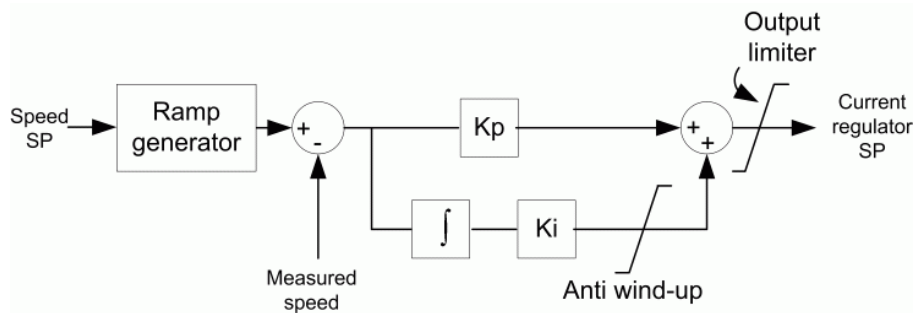 Output
limiter
Speed
SP
Ramp
generator
+
-
Kp
+
+
Current
regulator
SP
∫
Ki
Measured
speed
Anti wind-up